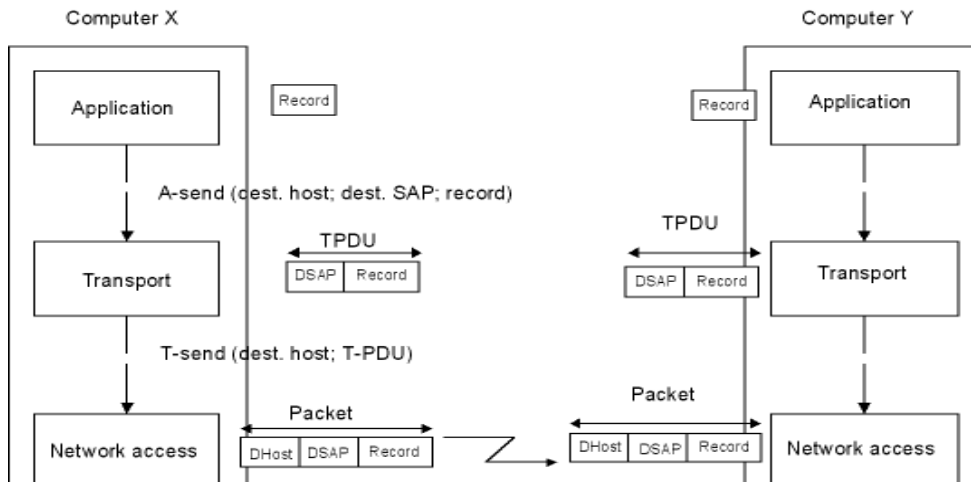 Computer X
Computer Y
Application
Record
Record
Application
A-send (dest. host; dest. SAP; record)
TPDU
TPDU
Transport
DSAP Record
DSAP Record
Transport
T-send (dest. host; T-PDU)
Packet
Packet
Network access
DHost DSAP Record
DHost DSAP Record
Network access